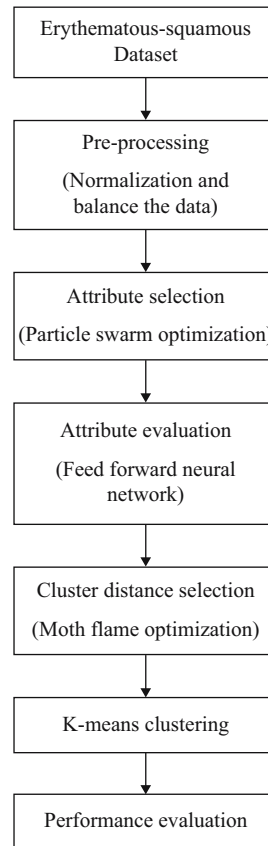 Erythematous-squamous
Dataset
Pre-processing
(Normalization and
balance the data)
Attribute selection
(Particle swarm optimization)
Attribute evaluation
(Feed forward neural
network)
Cluster distance selection
(Moth flame optimization)
K-means clustering
Performance evaluation